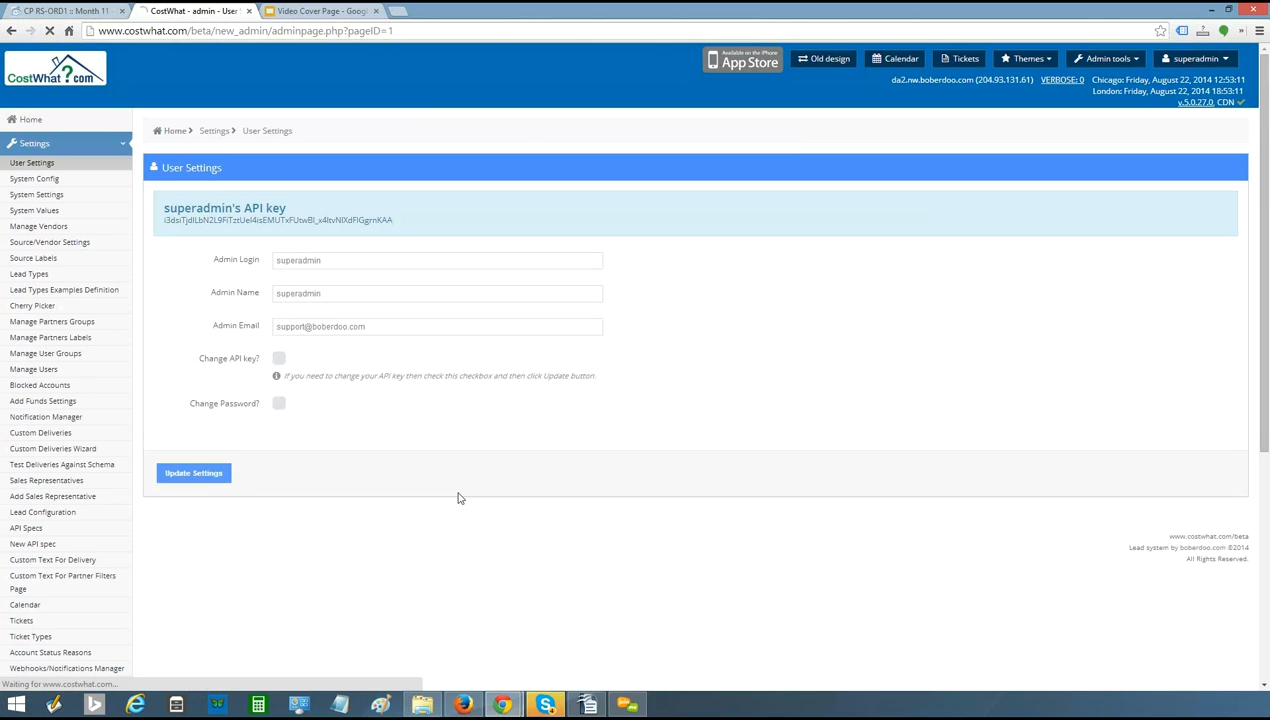 CP RS-ORD1 :: Month 11 -
CostWhat - admin - User
Video Cover Page - Goog
www.costwhat.com/beta/new_admin/adminpage.php?pageID=1
CostWhat?.com
Available on the iPhone
App Store
Old design
Calendar
Tickets
Themes
Admin tools
superadmin
da2.nw.boberdoo.com (204.93.131.61)
VERBOSE: 0
Chicago: Friday, August 22, 2014 12:53:11
London: Friday, August 22, 2014 18:53:11
v.5.0.27.0
CDN
Home
Settings
User Settings
System Config
System Settings
System Values
Manage Vendors
Source/Vendor Settings
Source Labels
Lead Types
Lead Types Examples Definition
Cherry Picker
Manage Partners Groups
Manage Partners Labels
Manage User Groups
Manage Users
Blocked Accounts
Add Funds Settings
Notification Manager
Custom Deliveries
Custom Deliveries Wizard
Test Deliveries Against Schema
Sales Representatives
Add Sales Representative
Lead Configuration
API Specs
New API spec
Custom Text For Delivery
Custom Text For Partner Filters
Page
Calendar
Tickets
Ticket Types
Account Status Reasons
Webhooks/Notifications Manager
Home
Settings
User Settings
User Settings
superadmin's API key
Admin Login
superadmin
Admin Name
superadmin
Admin Email
support@boberdoo.com
Change API key?
If you need to change your API key then check this checkbox and then click Update button.
Change Password?
Update Settings
www.costwhat.com/beta
Lead system by boberdoo.com ©2014
All Rights Reserved.
Waiting for www.costwhat.com...